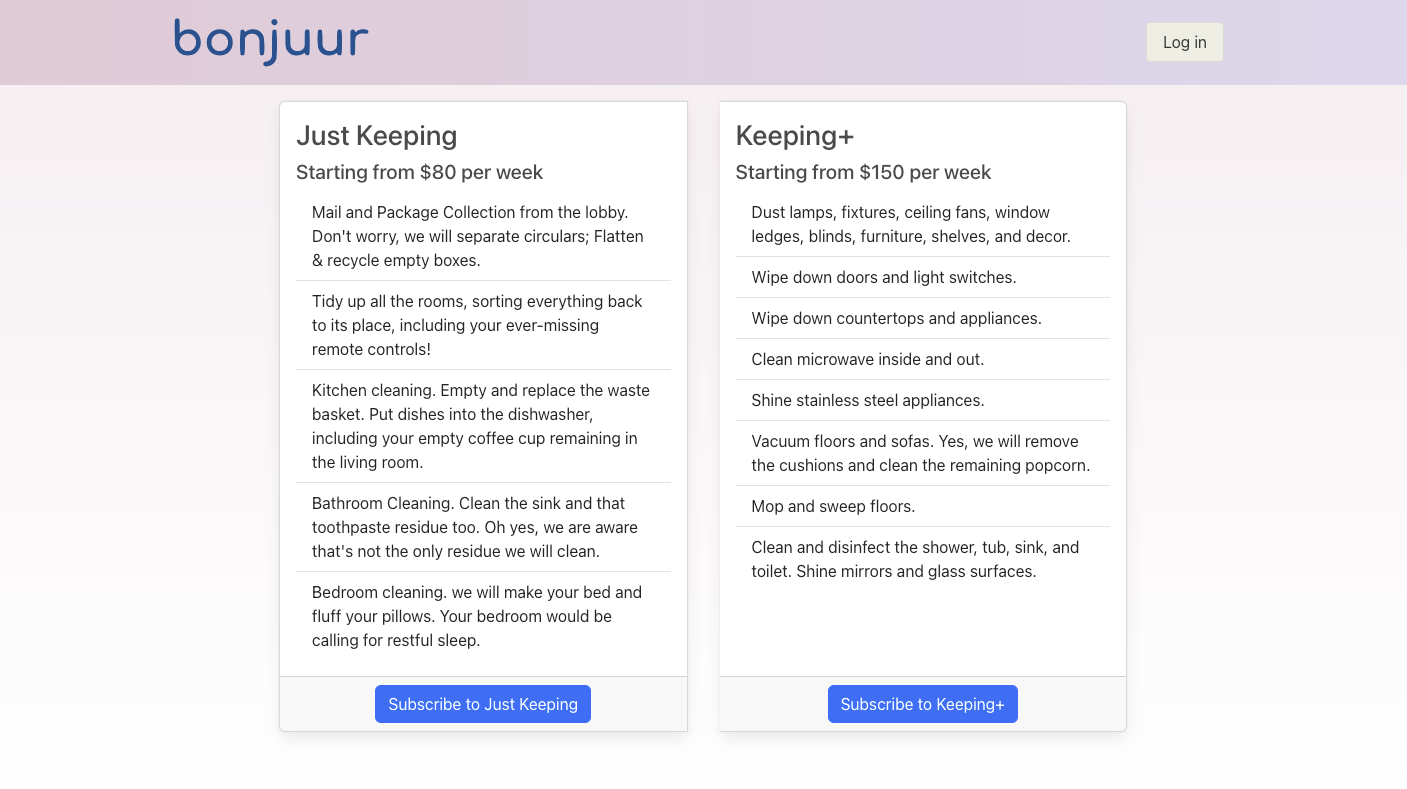 bonjuur
Log in
Just Keeping
Starting from $80 per week
Mail and Package Collection from the lobby.
Don't worry, we will separate circulars; Flatten
& recycle empty boxes.
Tidy up all the rooms, sorting everything back
to its place, including your ever-missing
remote controls!
Kitchen cleaning. Empty and replace the waste
basket. Put dishes into the dishwasher,
including your empty coffee cup remaining in
the living room.
Bathroom Cleaning. Clean the sink and that
toothpaste residue too. Oh yes, we are aware
that's not the only residue we will clean.
Bedroom cleaning. we will make your bed and
fluff your pillows. Your bedroom would be
calling for restful sleep.
Subscribe to Just Keeping
Keeping+
Starting from $150 per week
Dust lamps, fixtures, ceiling fans, window
ledges, blinds, furniture, shelves, and decor.
Wipe down doors and light switches.
Wipe down countertops and appliances.
Clean microwave inside and out.
Shine stainless steel appliances.
Vacuum floors and sofas. Yes, we will remove
the cushions and clean the remaining popcorn.
Mop and sweep floors.
Clean and disinfect the shower, tub, sink, and
toilet. Shine mirrors and glass surfaces.
Subscribe to Keeping+